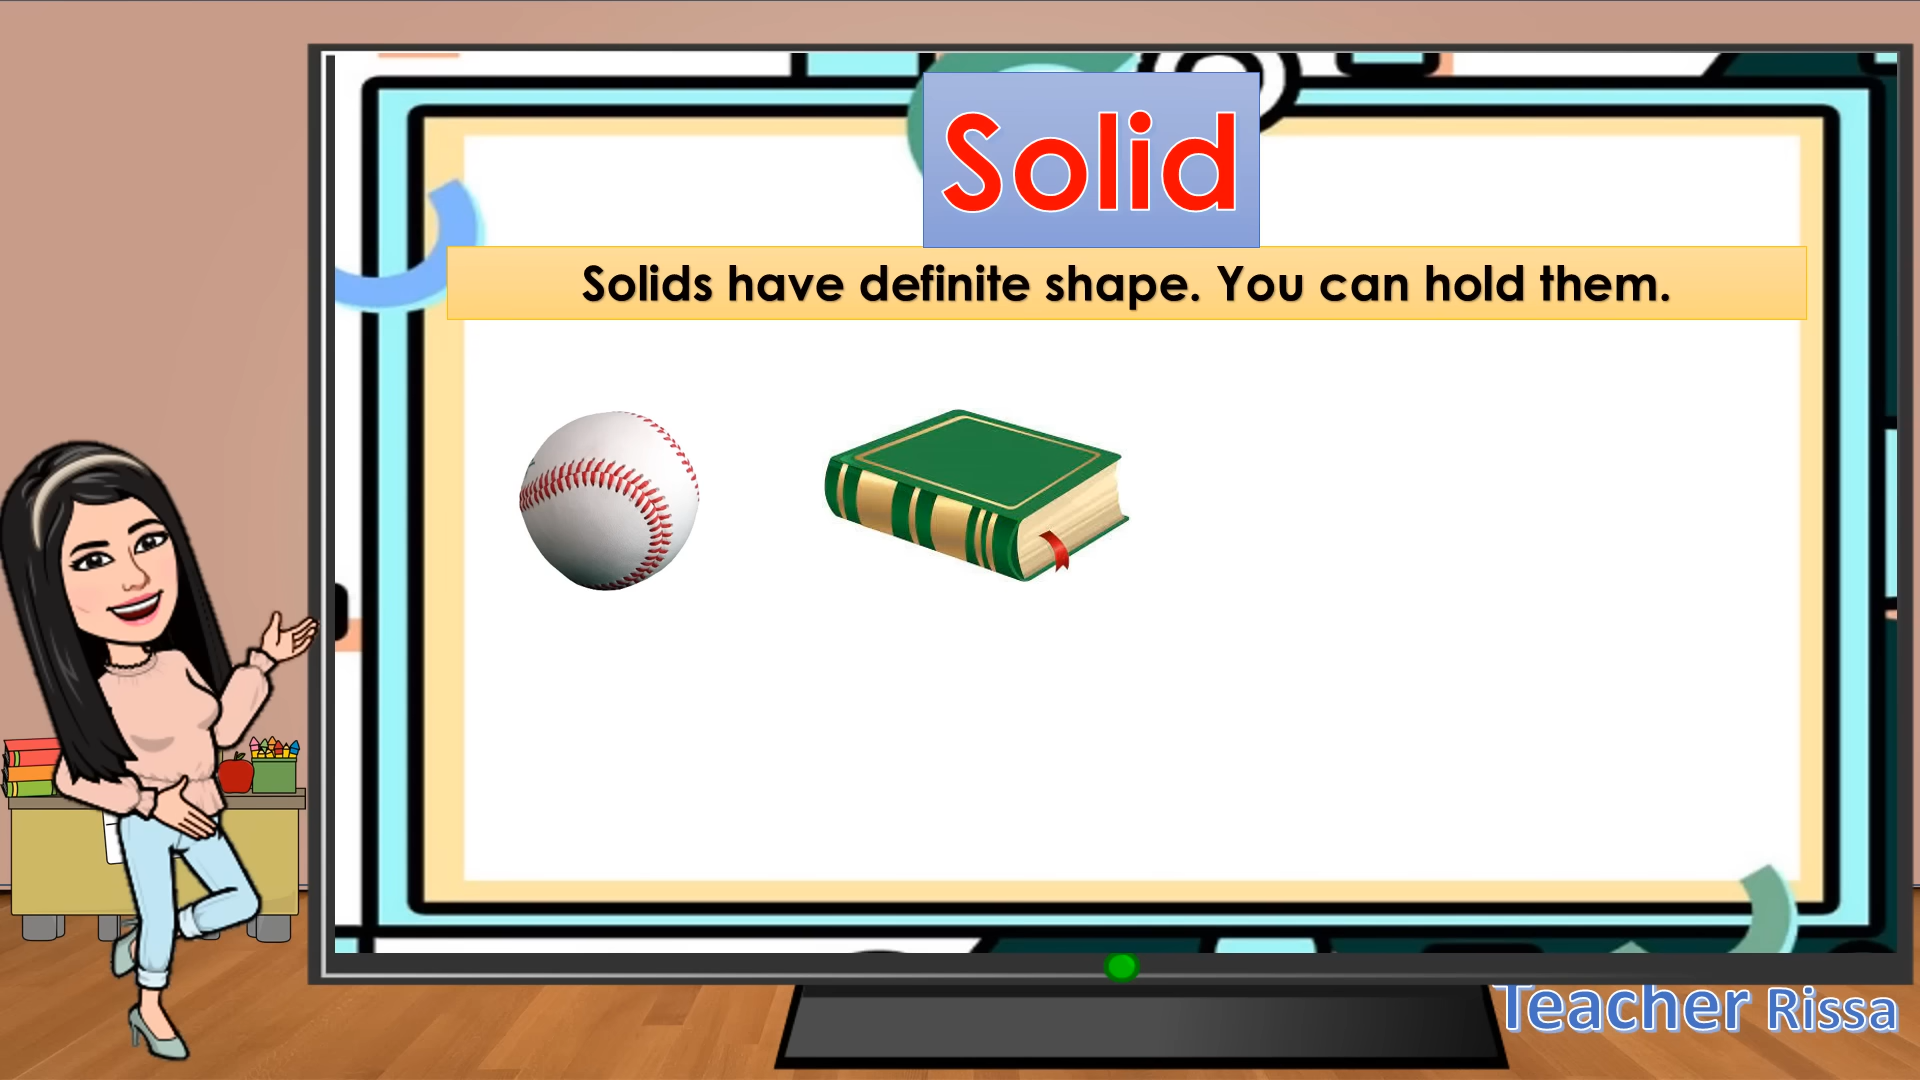 Solid
Solids have definite shape. You can hold them.
Teacher Rissa